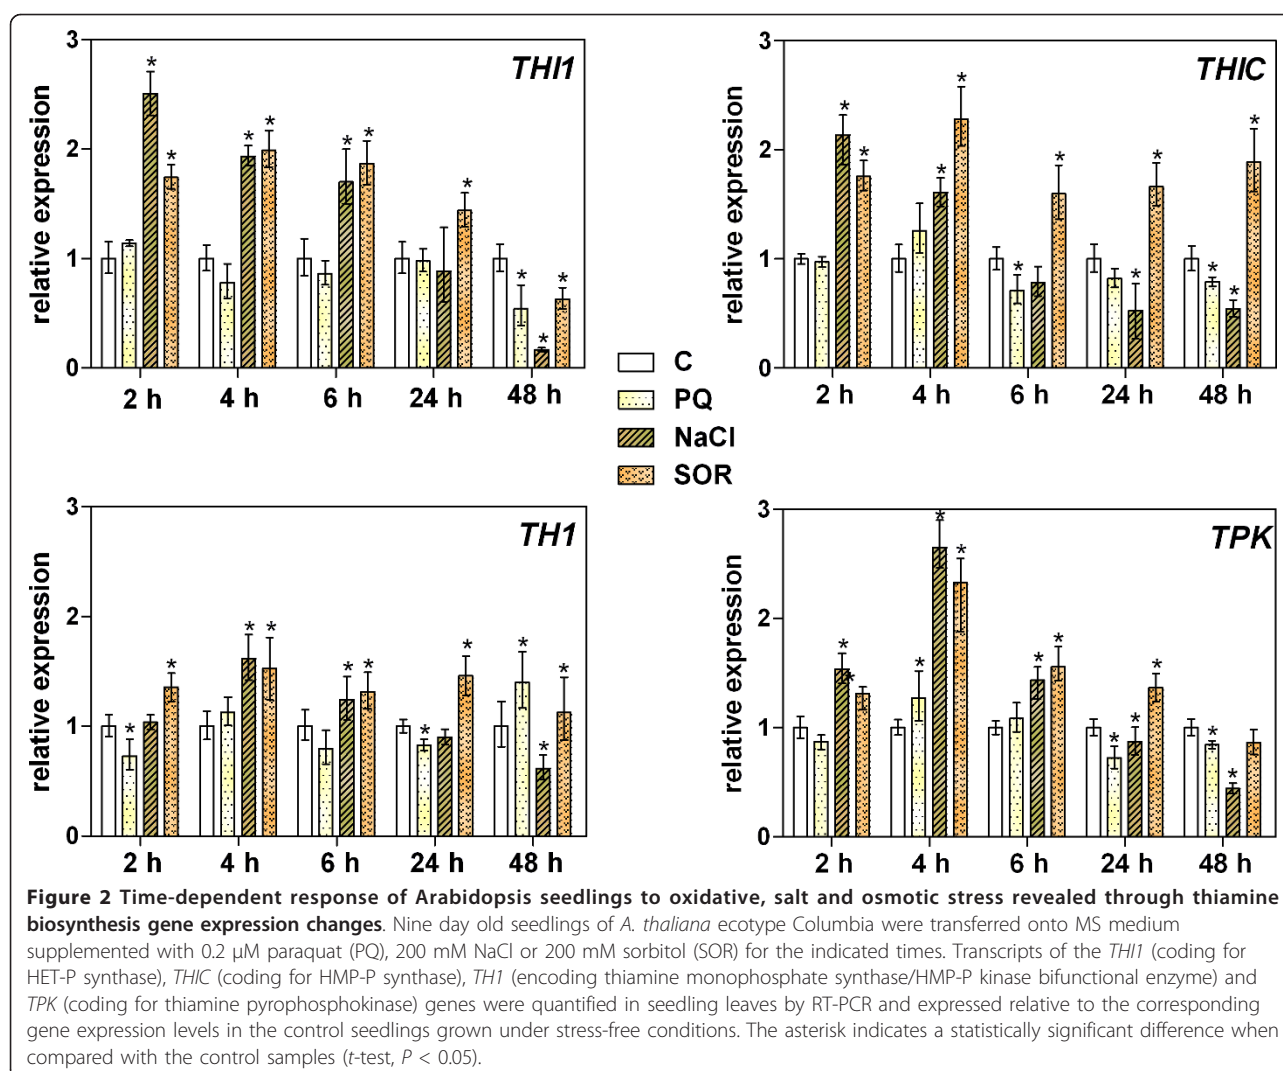 3
2
1
0
relative expression
THI1
* * * * * * * * * *
2 h 4 h 6 h 24 h 48 h
3
2
1
0
relative expression
THIC
* * * * * * * * * * *
2 h 4 h 6 h 24 h 48 h
C
PQ
NaCl
SOR
3
2
1
0
relative expression
TH1
* * * * * * * * * * *
2 h 4 h 6 h 24 h 48 h
3
2
1
0
relative expression
TPK
* * * * * * * * * * * *
2 h 4 h 6 h 24 h 48 h
Figure 2 Time-dependent response of Arabidopsis seedlings to oxidative, salt and osmotic stress revealed through thiamine
biosynthesis gene expression changes. Nine day old seedlings of A. thaliana ecotype Columbia were transferred onto MS medium
supplemented with 0.2 μM paraquat (PQ), 200 mM NaCl or 200 mM sorbitol (SOR) for the indicated times. Transcripts of the THI1 (coding for
HET-P synthase), THIC (coding for HMP-P synthase), TH1 (encoding thiamine monophosphate synthase/HMP-P kinase bifunctional enzyme) and
TPK (coding for thiamine pyrophosphokinase) genes were quantified in seedling leaves by RT-PCR and expressed relative to the corresponding
gene expression levels in the control seedlings grown under stress-free conditions. The asterisk indicates a statistically significant difference when
compared with the control samples (t-test, P < 0.05).